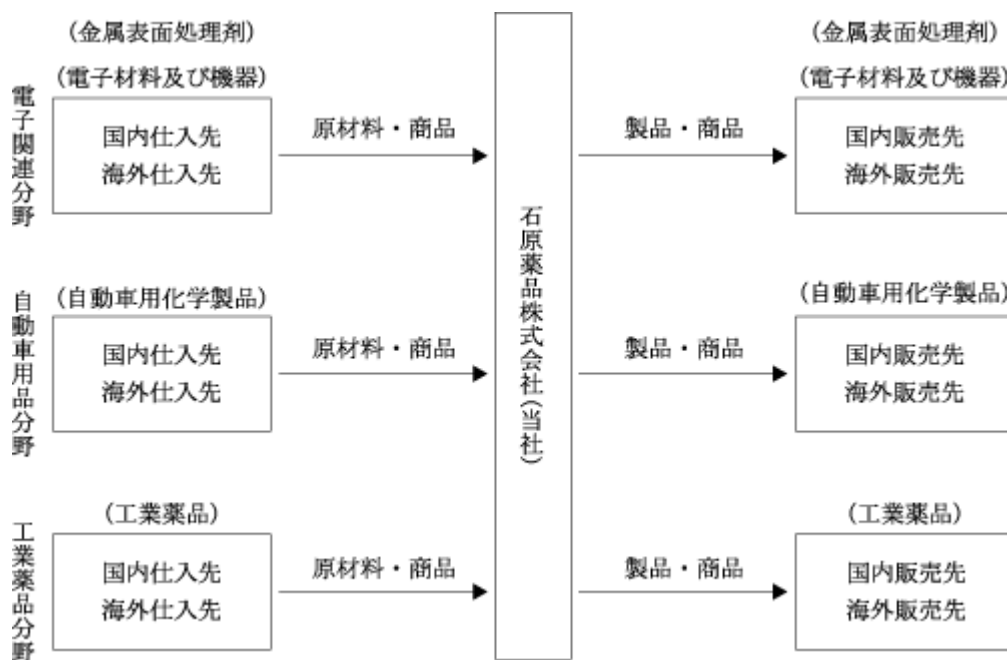 電子関連分野
(金属表面処理剤)
(電子材料及び機器)
国内仕入先
海外仕入先
原材料・商品
製品・商品
(金属表面処理剤)
(電子材料及び機器)
国内販売先
海外販売先
石原薬品株式会社(当社)
自動車用品分野
(自動車用化学製品)
国内仕入先
海外仕入先
原材料・商品
製品・商品
(自動車用化学製品)
国内販売先
海外販売先
工業薬品分野
(工業薬品)
国内仕入先
海外仕入先
原材料・商品
製品・商品
(工業薬品)
国内販売先
海外販売先